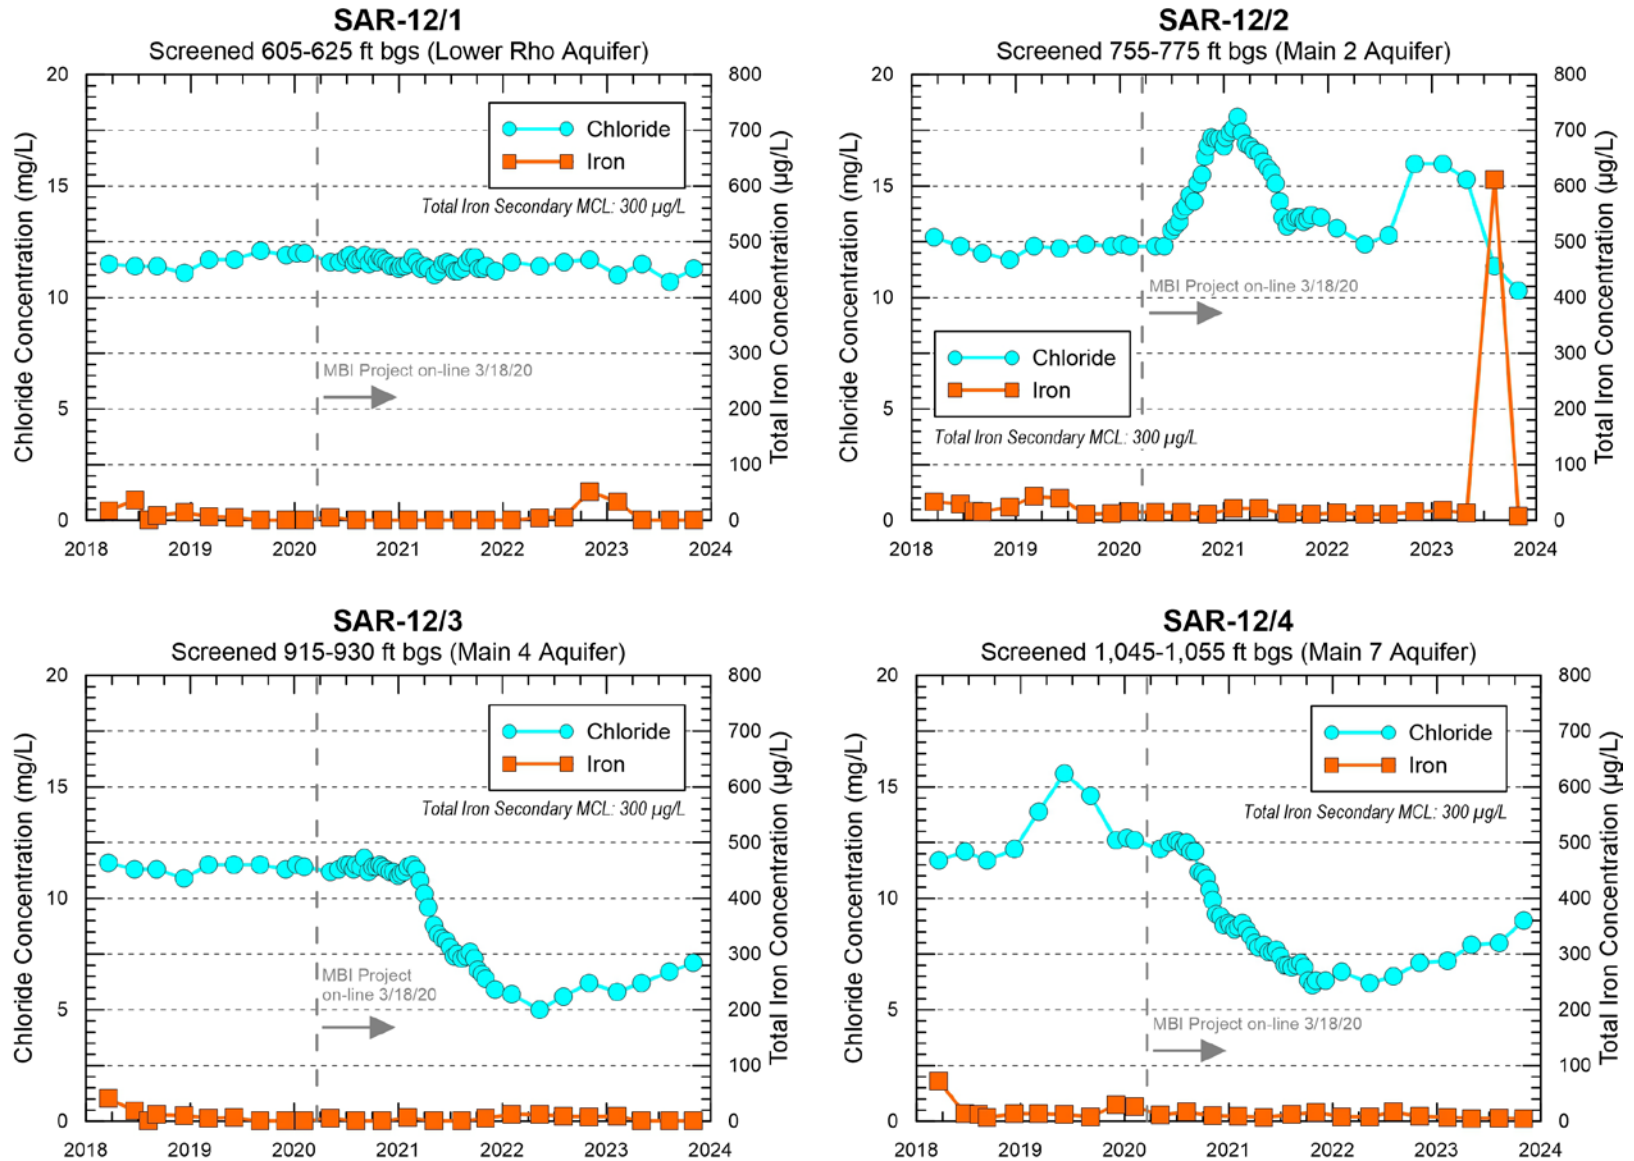 SAR-12/1
Screened 605-625 ft bgs (Lower Rho Aquifer)
Chloride Concentration (mg/L)
20
15
10
5
0
Chloride
Iron
Total Iron Secondary MCL: 300 µg/L
MBI Project on-line 3/18/20
800
700
600
500
400
300
200
100
0
Total Iron Concentration (µg/L)
2018 2019 2020 2021 2022 2023 2024
SAR-12/2
Screened 755-775 ft bgs (Main 2 Aquifer)
Chloride Concentration (mg/L)
20
15
10
5
0
MBI Project on-line 3/18/20
Chloride
Iron
Total Iron Secondary MCL: 300 µg/L
800
700
600
500
400
300
200
100
0
Total Iron Concentration (µg/L)
2018 2019 2020 2021 2022 2023 2024
SAR-12/3
Screened 915-930 ft bgs (Main 4 Aquifer)
Chloride Concentration (mg/L)
20
15
10
5
0
Chloride
Iron
Total Iron Secondary MCL: 300 µg/L
MBI Project
on-line 3/18/20
800
700
600
500
400
300
200
100
0
Total Iron Concentration (µg/L)
2018 2019 2020 2021 2022 2023 2024
SAR-12/4
Screened 1,045-1,055 ft bgs (Main 7 Aquifer)
Chloride Concentration (mg/L)
20
15
10
5
0
Chloride
Iron
Total Iron Secondary MCL: 300 µg/L
MBI Project on-line 3/18/20
800
700
600
500
400
300
200
100
0
Total Iron Concentration (µg/L)
2018 2019 2020 2021 2022 2023 2024